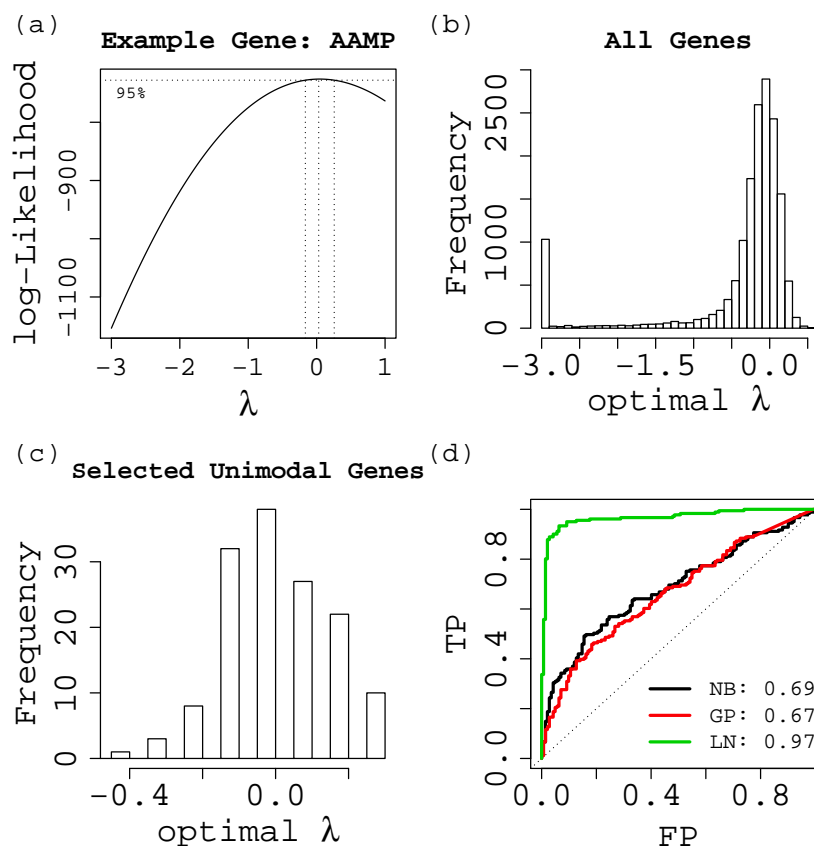 (a)
Example Gene: AAMP
95%
log-Likelihood
-900
-1100
-3 -2 -1 0 1
λ
(b)
All Genes
Frequency
2500
1000
0
-3.0 -1.5 0.0
optimal λ
(c)
Selected Unimodal Genes
Frequency
30
20
10
0
-0.4 0.0
optimal λ
(d)
TP
0.8
0.4
0.0
NB: 0.69
GP: 0.67
LN: 0.97
0.0 0.4 0.8
FP